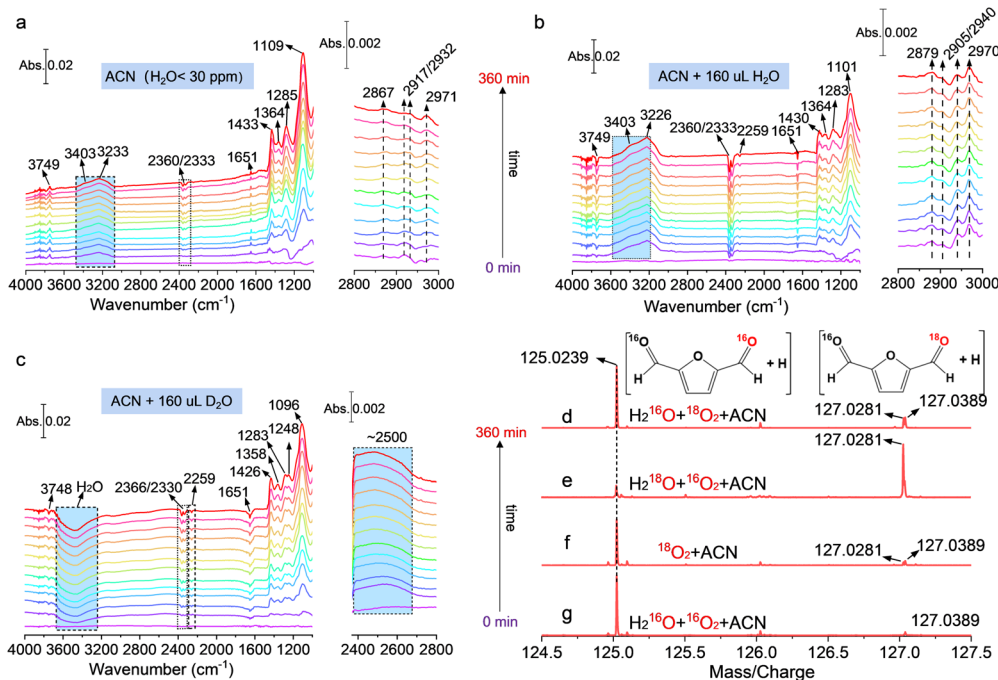 a
Abs. 0.02
ACN (H2O< 30 ppm)
1109
1285
1364
1433
1651
2360/2333
3749
3403
3233
4000 3600 3200 2800 2400 2000 1600 1200
Wavenumber (cm-1)
Abs. 0.002
2867
2917/2932
2971
2800 2900 3000
360 min
time
0 min
b
Abs. 0.02
ACN + 160 uL H2O
1101
1283
1364
1430
1651
2360/2333
2259
3749
3403
3226
4000 3600 3200 2800 2400 2000 1600 1200
Wavenumber (cm-1)
Abs. 0.002
2879
2905/2940
2970
2800 2900 3000
c
Abs. 0.02
ACN + 160 uL D2O
1096
1248
1283
1358
1426
1651
2366/2330
2259
3748
H2O
4000 3600 3200 2800 2400 2000 1600 1200
Wavenumber (cm-1)
Abs. 0.002
~2500
2400 2600 2800
360 min
time
0 min
125.0239
16O
16O
H
O
H
+ H
16O
18O
H
O
H
+ H
d
H216O+18O2+ACN
127.0281
127.0389
e
H218O+16O2+ACN
127.0281
f
18O2+ACN
127.0281
127.0389
g
H216O+16O2+ACN
127.0389
124.5 125.0 125.5 126.0 126.5 127.0 127.5
Mass/Charge